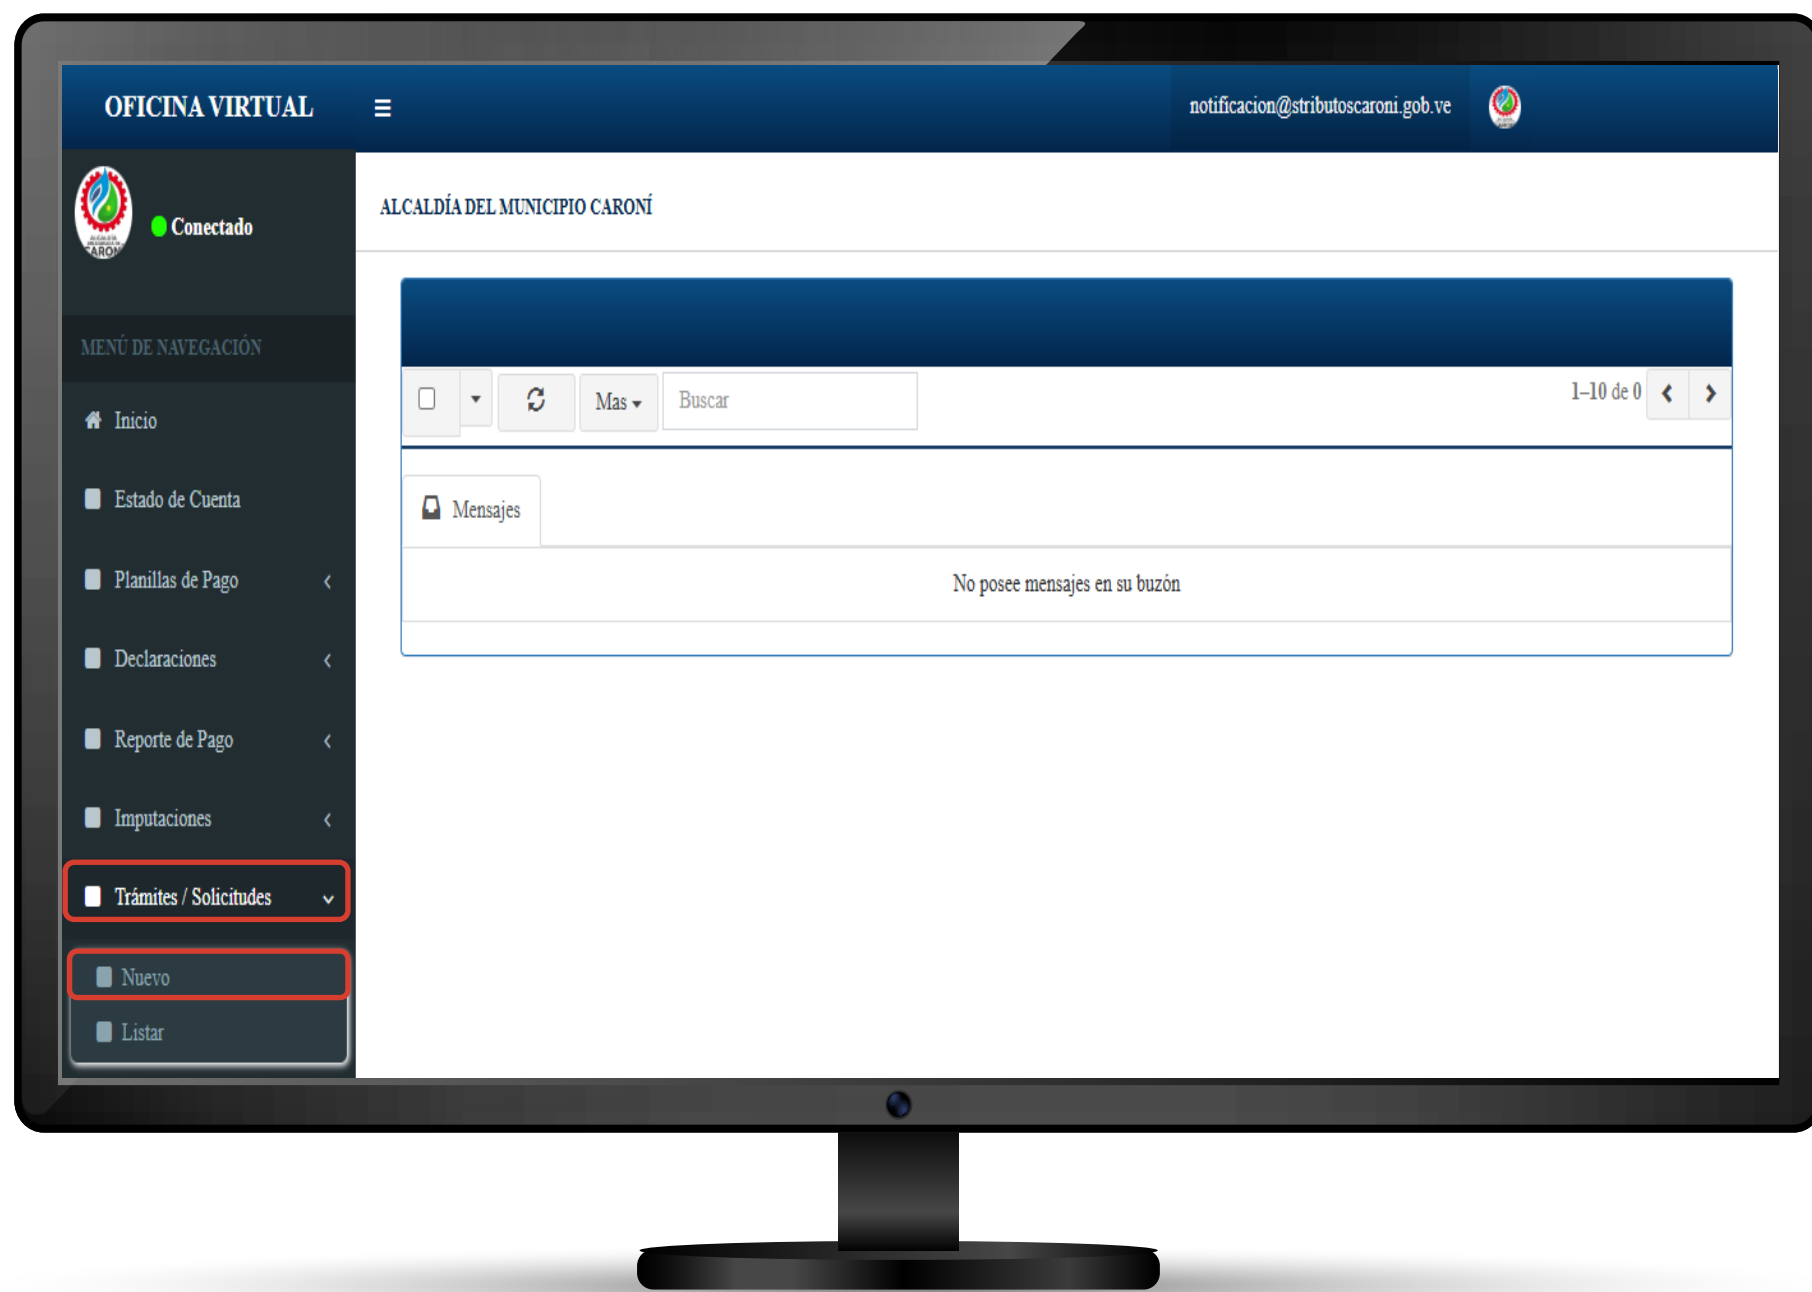 OFICINA VIRTUAL
notificacion@stributoscaroni.gob.ve
CARONÍ
Conectado
ALCALDÍA DEL MUNICIPIO CARONÍ
MENÚ DE NAVEGACIÓN
Inicio
Estado de Cuenta
Planillas de Pago
Declaraciones
Reporte de Pago
Imputaciones
Trámites / Solicitudes
Nuevo
Listar
Mas
Buscar
1–10 de 0
Mensajes
No posee mensajes en su buzón